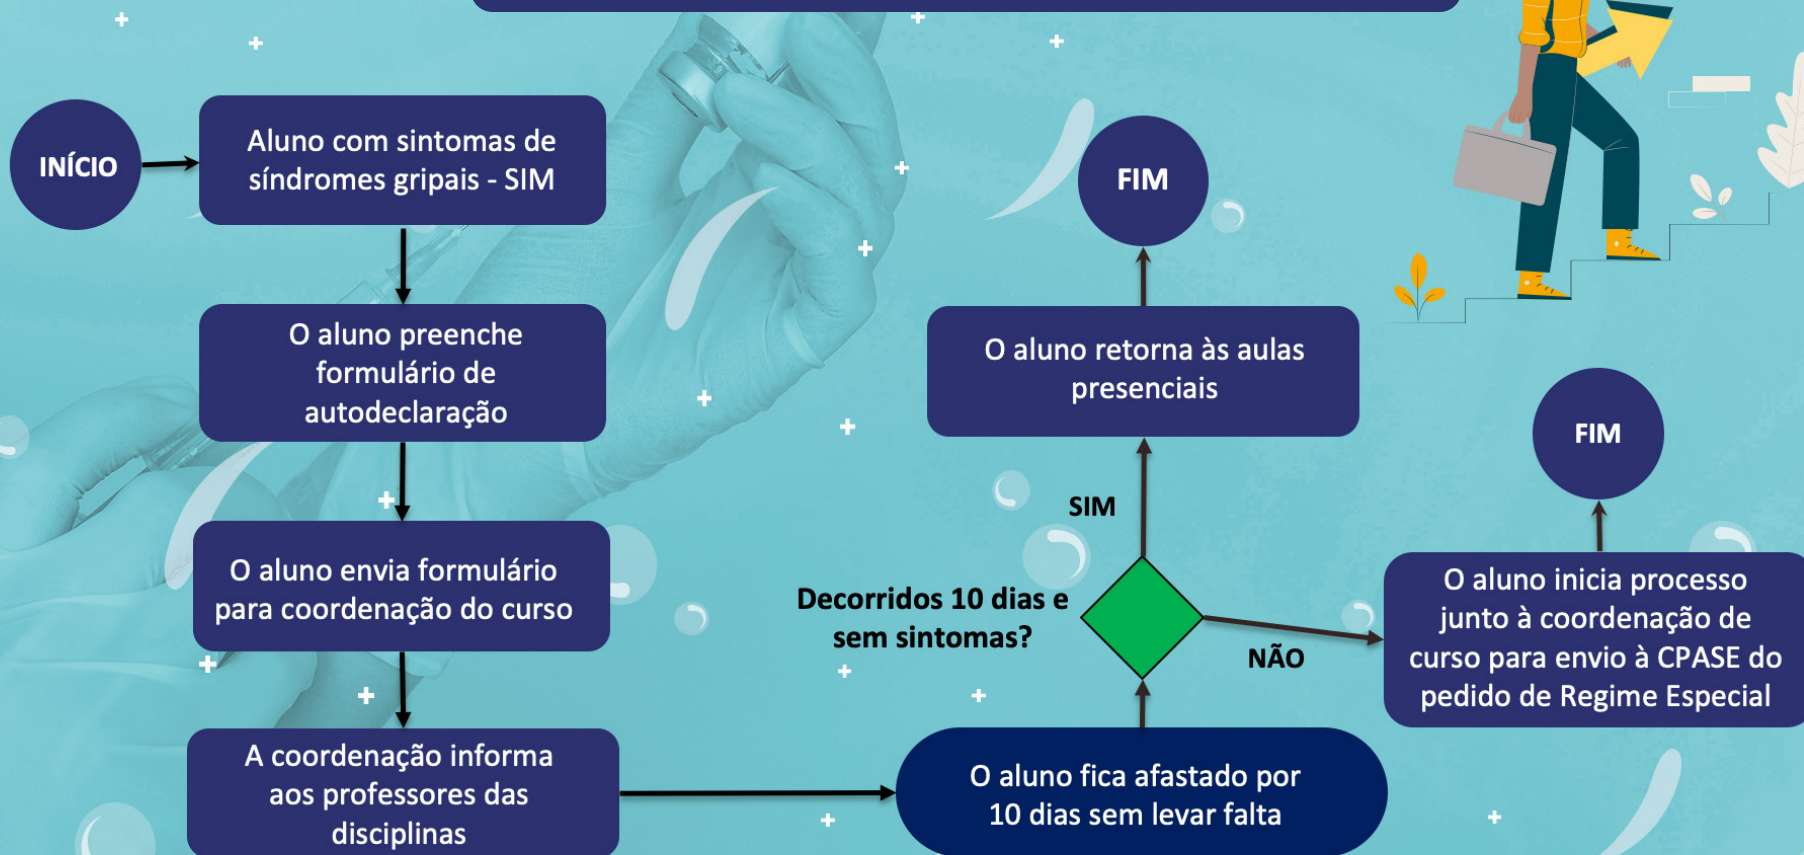 INÍCIO
Aluno com sintomas de
síndromes gripais - SIM
O aluno preenche
formulário de
autodeclaração
O aluno envia formulário
para coordenação do curso
A coordenação informa
aos professores das
disciplinas
O aluno fica afastado por
10 dias sem levar falta
Decorridos 10 dias e
sem sintomas?
SIM
O aluno retorna às aulas
presenciais
FIM
NÃO
O aluno inicia processo
junto à coordenação de
curso para envio à CPASE do
pedido de Regime Especial
FIM